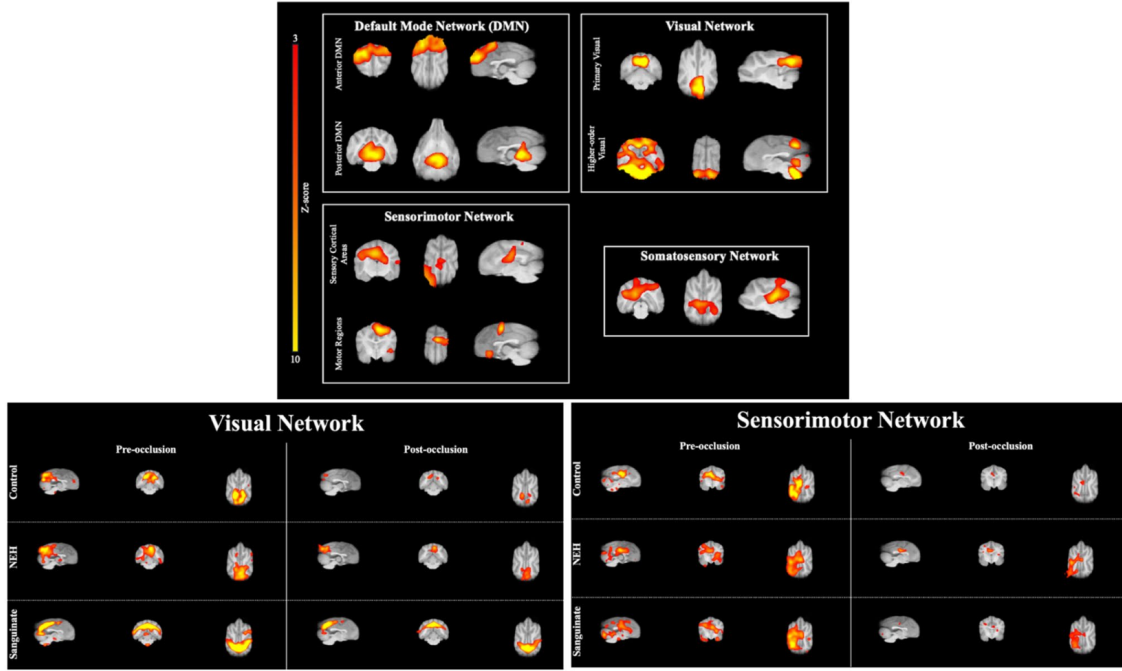 Default Mode Network (DMN)
Anterior DMN
Posterior DMN
Visual Network
Primary Visual
Higher-order
Visual
3
Z-score
10
Sensorimotor Network
Sensory Cortical
Areas
Motor Regions
Somatosensory Network
Visual Network
Pre-occlusion
Post-occlusion
Control
NEH
Sanguinate
Sensorimotor Network
Pre-occlusion
Post-occlusion
Control
NEH
Sanguinate